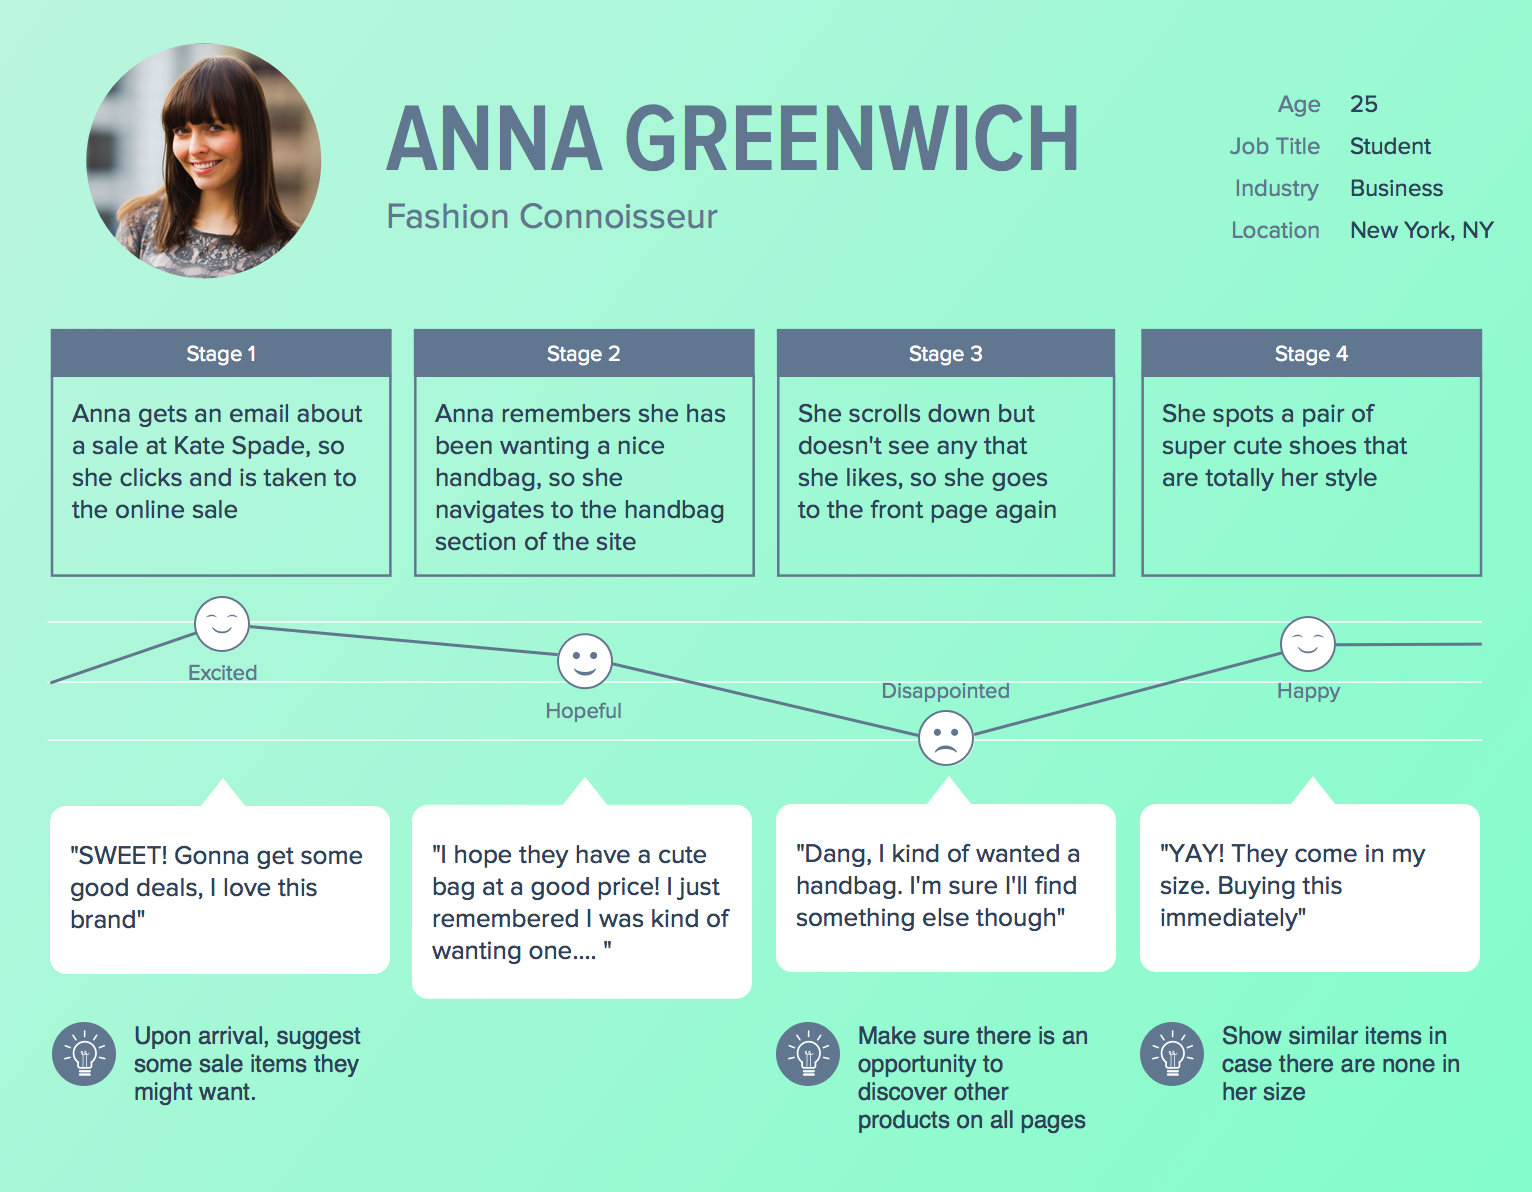 ANNA GREENWICH
Fashion Connoisseur
Age 25
Job Title Student
Industry Business
Location New York, NY
Stage 1
Anna gets an email about
a sale at Kate Spade, so
she clicks and is taken to
the online sale
Stage 2
Anna remembers she has
been wanting a nice
handbag, so she
navigates to the handbag
section of the site
Stage 3
She scrolls down but
doesn't see any that
she likes, so she goes
to the front page again
Stage 4
She spots a pair of
super cute shoes that
are totally her style
Excited
Hopeful
Disappointed
Happy
"SWEET! Gonna get some
good deals, I love this
brand"
"I hope they have a cute
bag at a good price! I just
remembered I was kind of
wanting one.... "
"Dang, I kind of wanted a
handbag. I'm sure I'll find
something else though"
"YAY! They come in my
size. Buying this
immediately"
Upon arrival, suggest
some sale items they
might want.
Make sure there is an
opportunity to
discover other
products on all pages
Show similar items in
case there are none in
her size